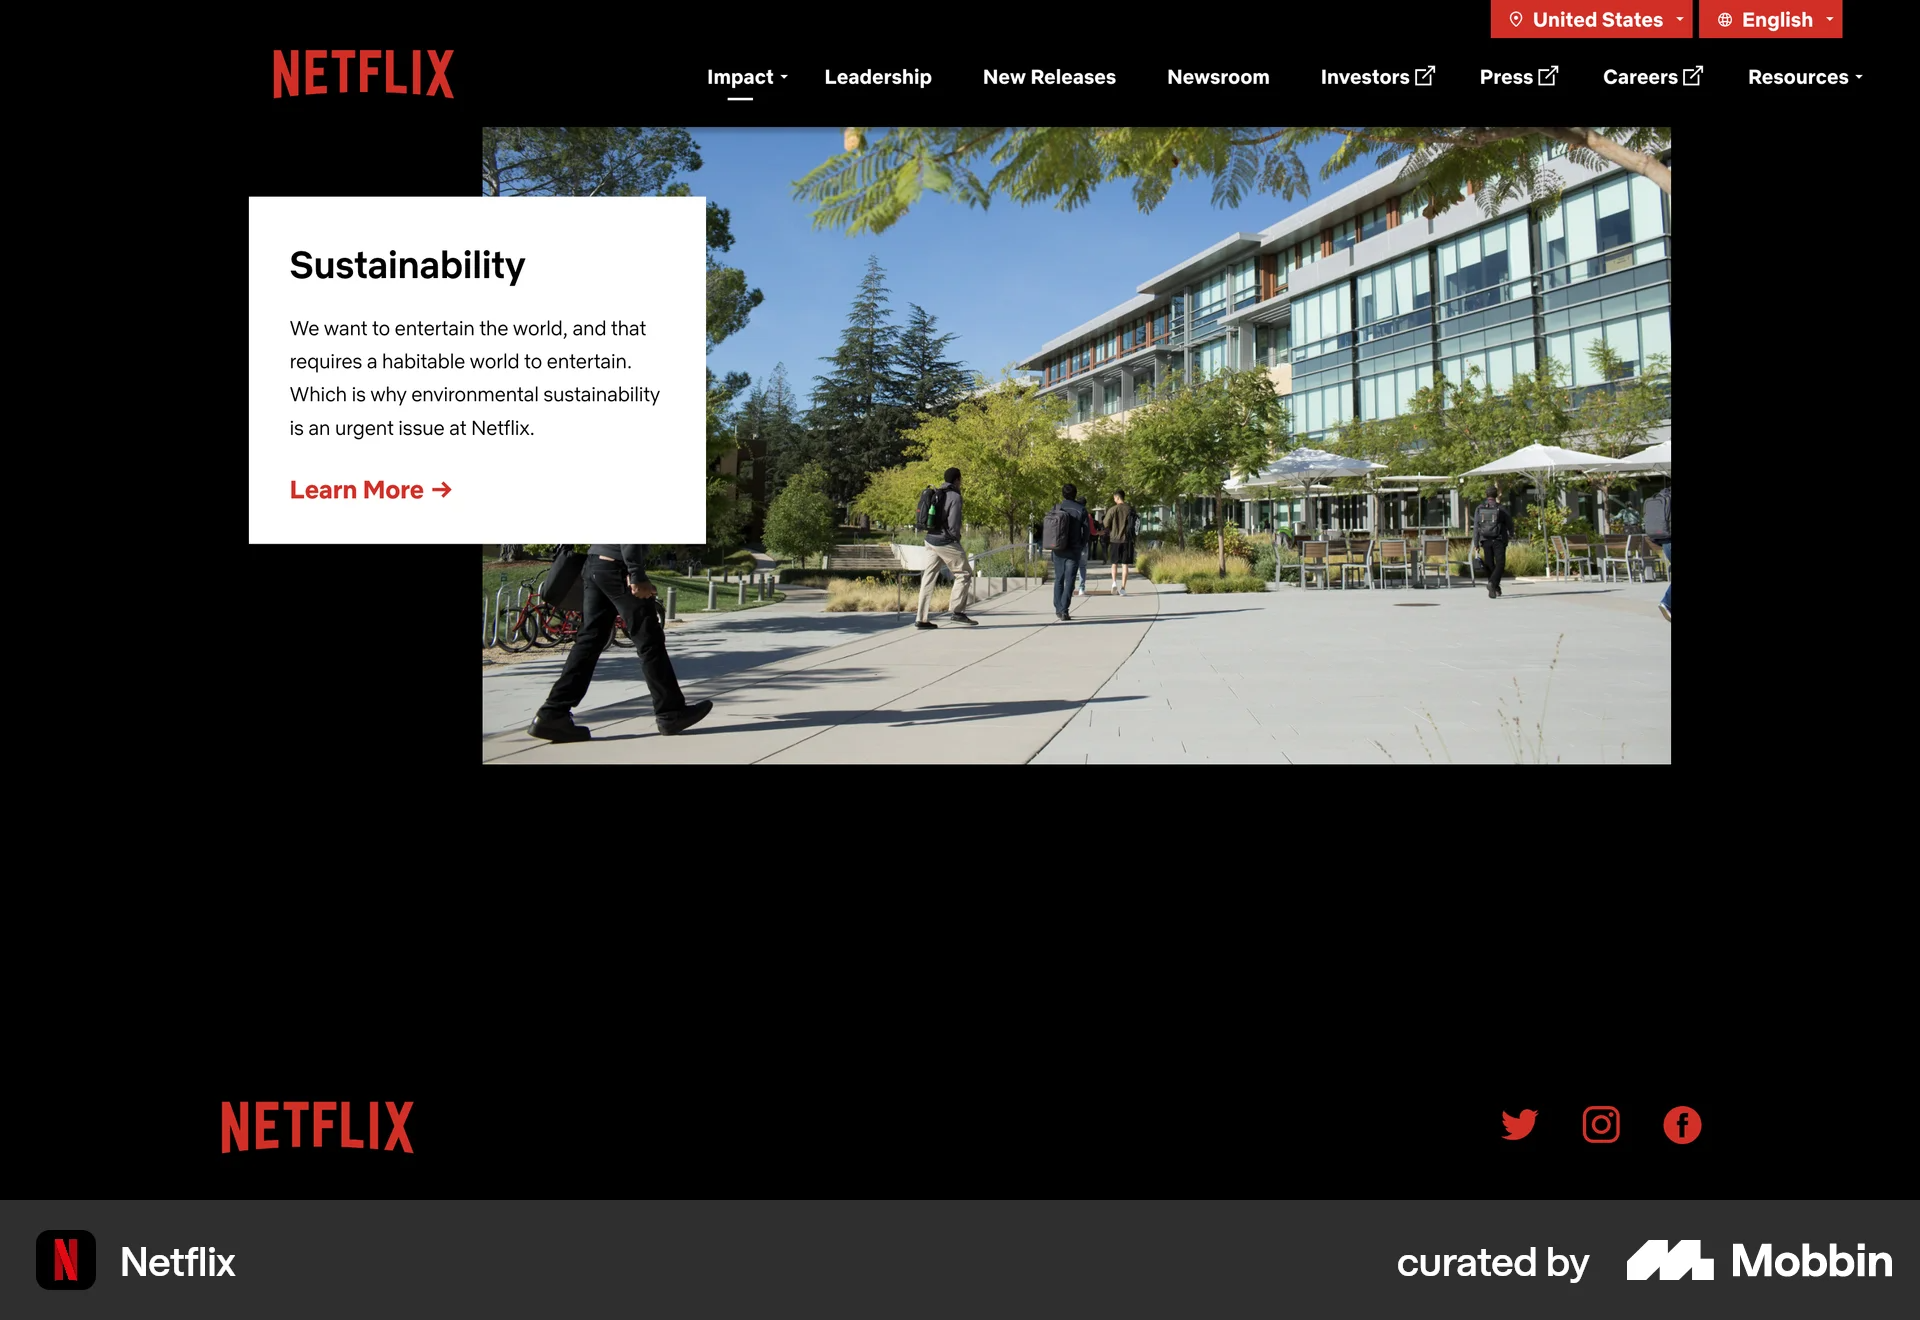 United States
English
NETFLIX
Impact
Leadership
New Releases
Newsroom
Investors
Press
Careers
Resources
Sustainability
We want to entertain the world, and that
requires a habitable world to entertain.
Which is why environmental sustainability
is an urgent issue at Netflix.
Learn More →
NETFLIX
N
Netflix
curated by
Mobbin